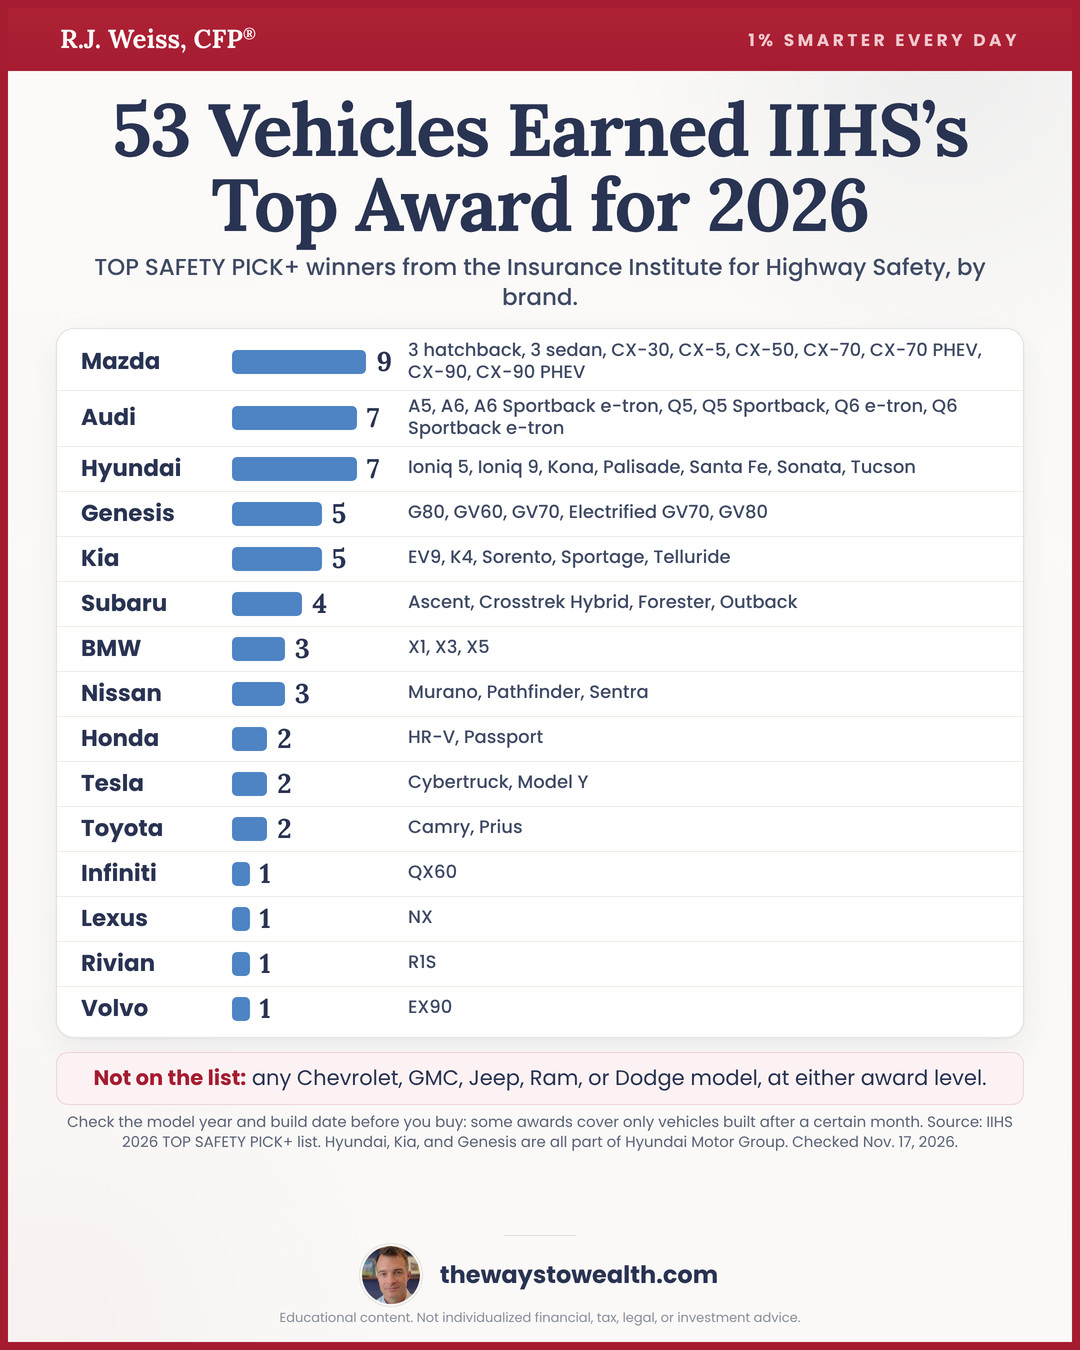 R.J. Weiss, CFP®
1% SMARTER EVERY DAY
53 Vehicles Earned IIHS’s
Top Award for 2026
TOP SAFETY PICK+ winners from the Insurance Institute for Highway Safety, by
brand.
Mazda 9 3 hatchback, 3 sedan, CX-30, CX-5, CX-50, CX-70, CX-70 PHEV,
CX-90, CX-90 PHEV
Audi 7 A5, A6, A6 Sportback e-tron, Q5, Q5 Sportback, Q6 e-tron, Q6
Sportback e-tron
Hyundai 7 Ioniq 5, Ioniq 9, Kona, Palisade, Santa Fe, Sonata, Tucson
Genesis 5 G80, GV60, GV70, Electrified GV70, GV80
Kia 5 EV9, K4, Sorento, Sportage, Telluride
Subaru 4 Ascent, Crosstrek Hybrid, Forester, Outback
BMW 3 X1, X3, X5
Nissan 3 Murano, Pathfinder, Sentra
Honda 2 HR-V, Passport
Tesla 2 Cybertruck, Model Y
Toyota 2 Camry, Prius
Infiniti 1 QX60
Lexus 1 NX
Rivian 1 R1S
Volvo 1 EX90
Not on the list: any Chevrolet, GMC, Jeep, Ram, or Dodge model, at either award level.
Check the model year and build date before you buy: some awards cover only vehicles built after a certain month. Source: IIHS
2026 TOP SAFETY PICK+ list. Hyundai, Kia, and Genesis are all part of Hyundai Motor Group. Checked Nov. 17, 2026.
thewaystowealth.com
Educational content. Not individualized financial, tax, legal, or investment advice.